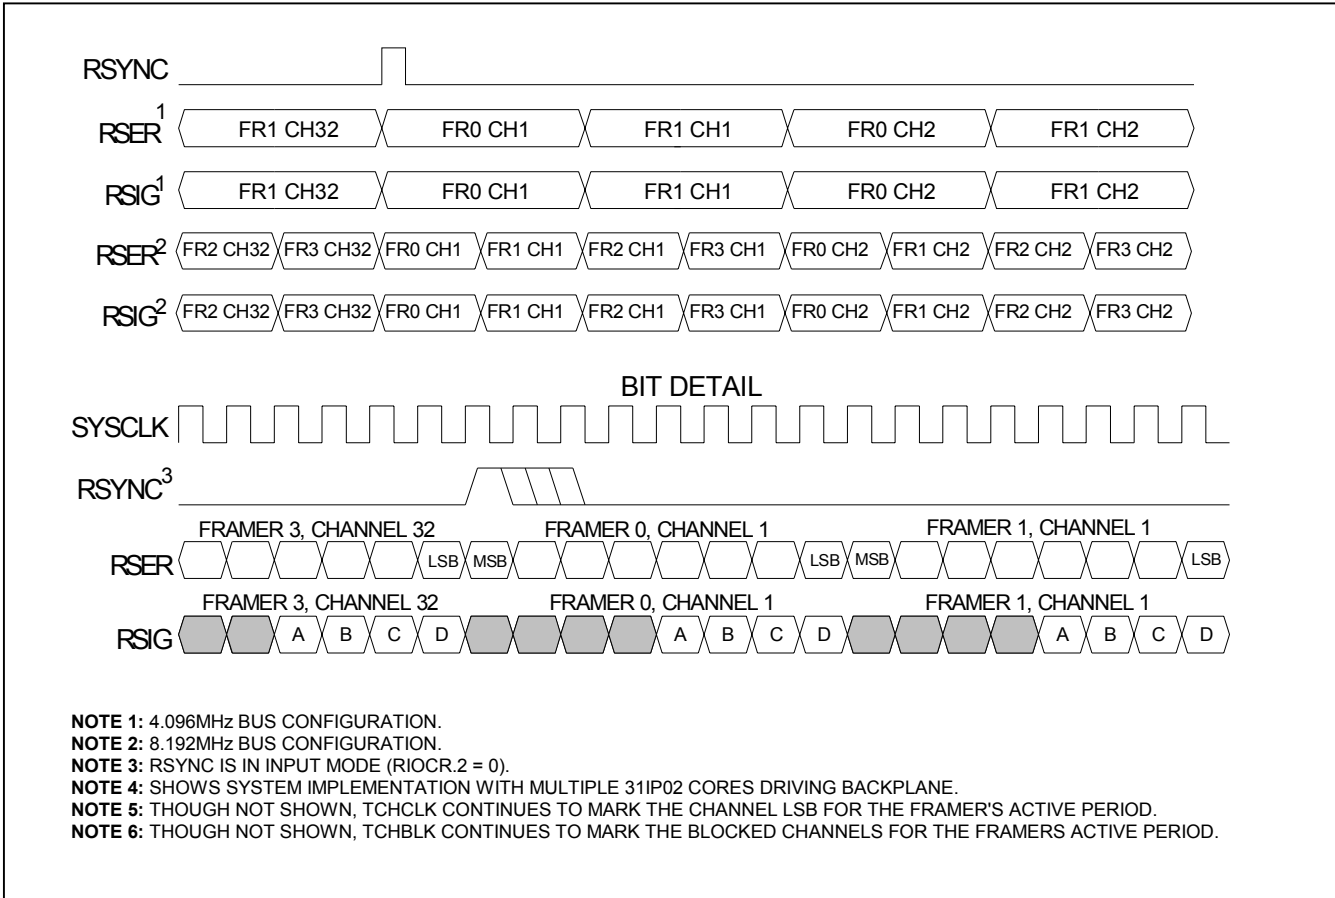 RSYNC
RSER1 FR1 CH32 FR0 CH1 FR1 CH1 FR0 CH2 FR1 CH2
RSIG1 FR1 CH32 FR0 CH1 FR1 CH1 FR0 CH2 FR1 CH2
RSER2 FR2 CH32 FR3 CH32 FR0 CH1 FR1 CH1 FR2 CH1 FR3 CH1 FR0 CH2 FR1 CH2 FR2 CH2 FR3 CH2
RSIG2 FR2 CH32 FR3 CH32 FR0 CH1 FR1 CH1 FR2 CH1 FR3 CH1 FR0 CH2 FR1 CH2 FR2 CH2 FR3 CH2
BIT DETAIL
SYSCLK
RSYNC3
FRAMER 3, CHANNEL 32 FRAMER 0, CHANNEL 1 FRAMER 1, CHANNEL 1
RSER LSB MSB LSB MSB LSB
FRAMER 3, CHANNEL 32 FRAMER 0, CHANNEL 1 FRAMER 1, CHANNEL 1
RSIG A B C D A B C D A B C D
NOTE 1: 4.096MHz BUS CONFIGURATION.
NOTE 2: 8.192MHz BUS CONFIGURATION.
NOTE 3: RSYNC IS IN INPUT MODE (RIOCR.2 = 0).
NOTE 4: SHOWS SYSTEM IMPLEMENTATION WITH MULTIPLE 31IP02 CORES DRIVING BACKPLANE.
NOTE 5: THOUGH NOT SHOWN, TCHCLK CONTINUES TO MARK THE CHANNEL LSB FOR THE FRAMER'S ACTIVE PERIOD.
NOTE 6: THOUGH NOT SHOWN, TCHBLK CONTINUES TO MARK THE BLOCKED CHANNELS FOR THE FRAMERS ACTIVE PERIOD.